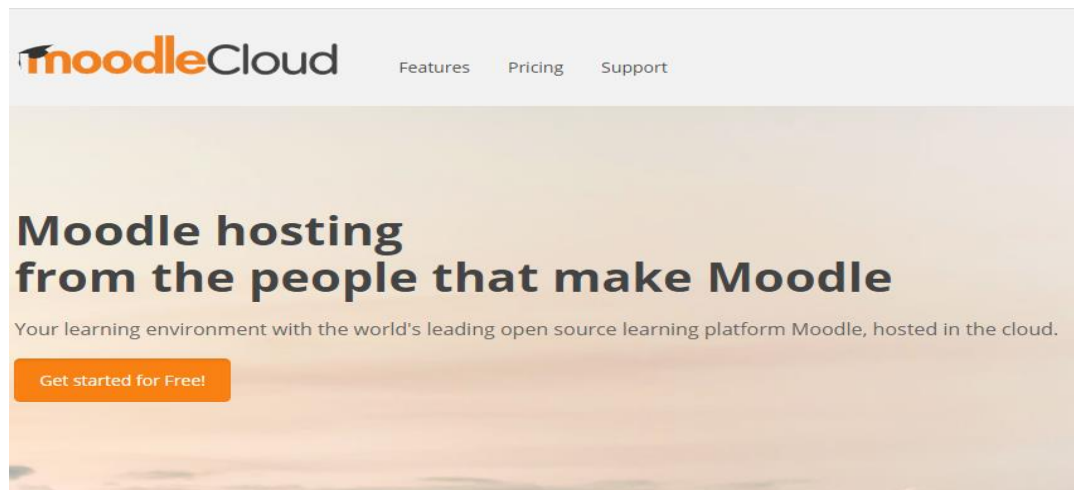 moodleCloud
Features Pricing Support
Moodle hosting
from the people that make Moodle
Your learning environment with the world's leading open source learning platform Moodle, hosted in the cloud.
Get started for Free!